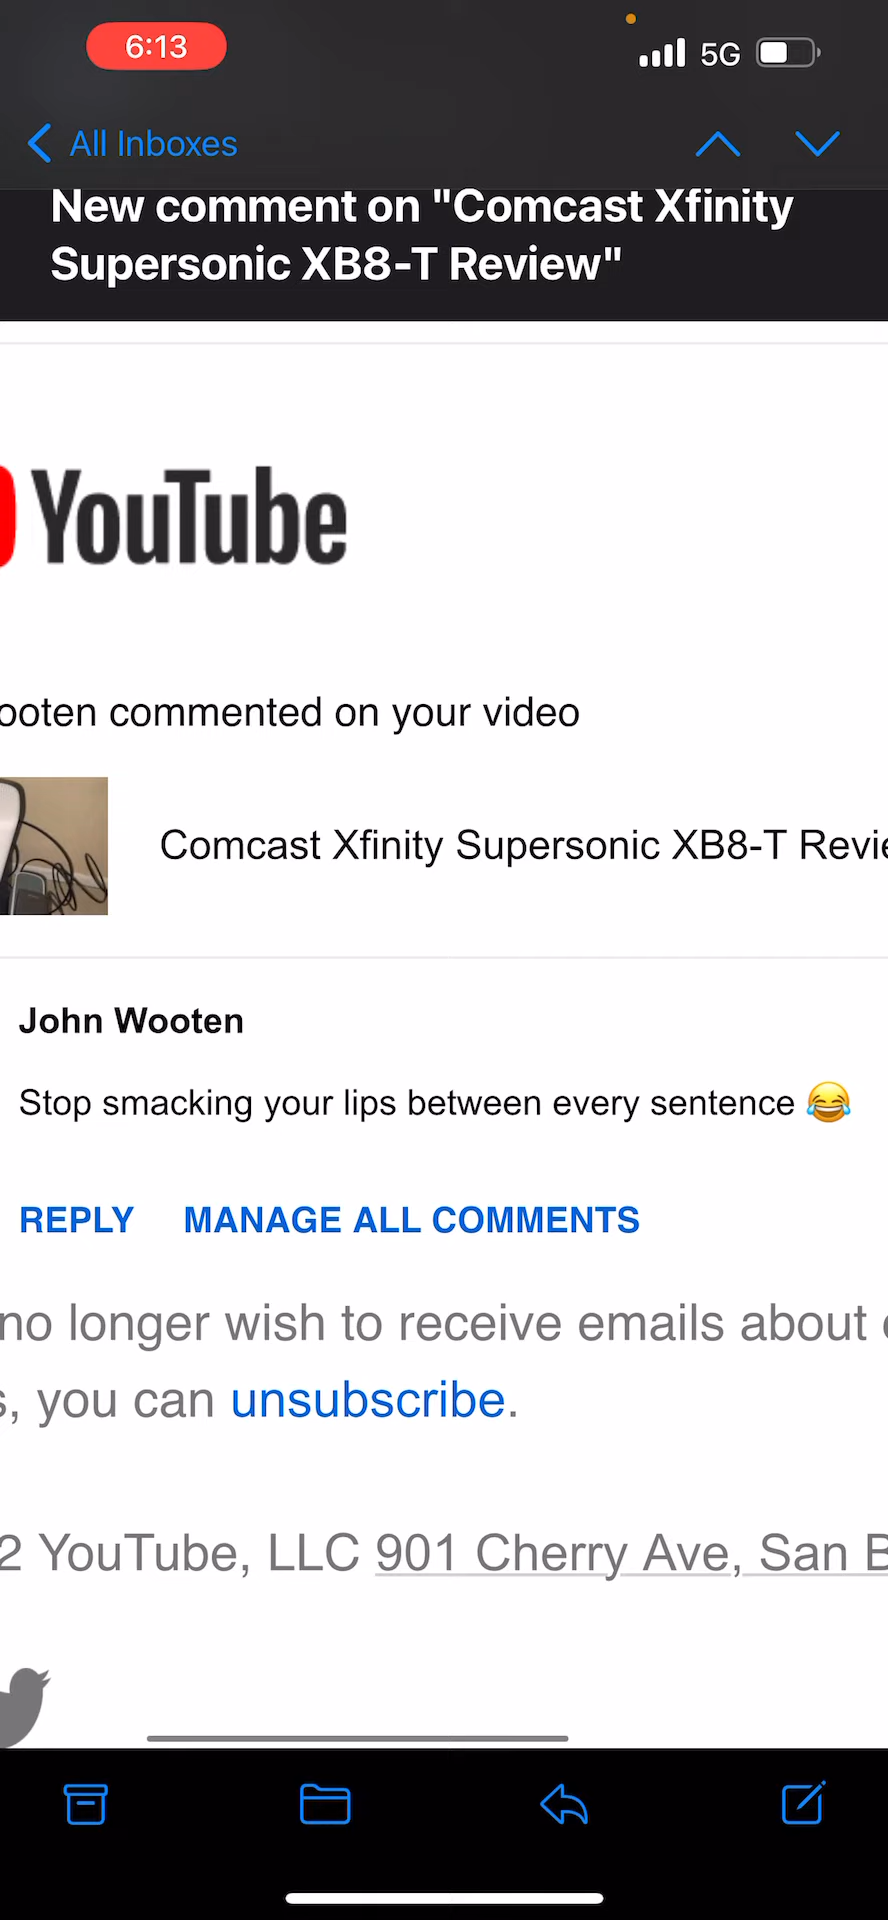 6:13
5G
All Inboxes
New comment on "Comcast Xfinity
Supersonic XB8-T Review"
YouTube
ooten commented on your video
Comcast Xfinity Supersonic XB8-T Revie
John Wooten
Stop smacking your lips between every sentence 😂
REPLY MANAGE ALL COMMENTS
no longer wish to receive emails about
s, you can unsubscribe.
2 YouTube, LLC 901 Cherry Ave, San B